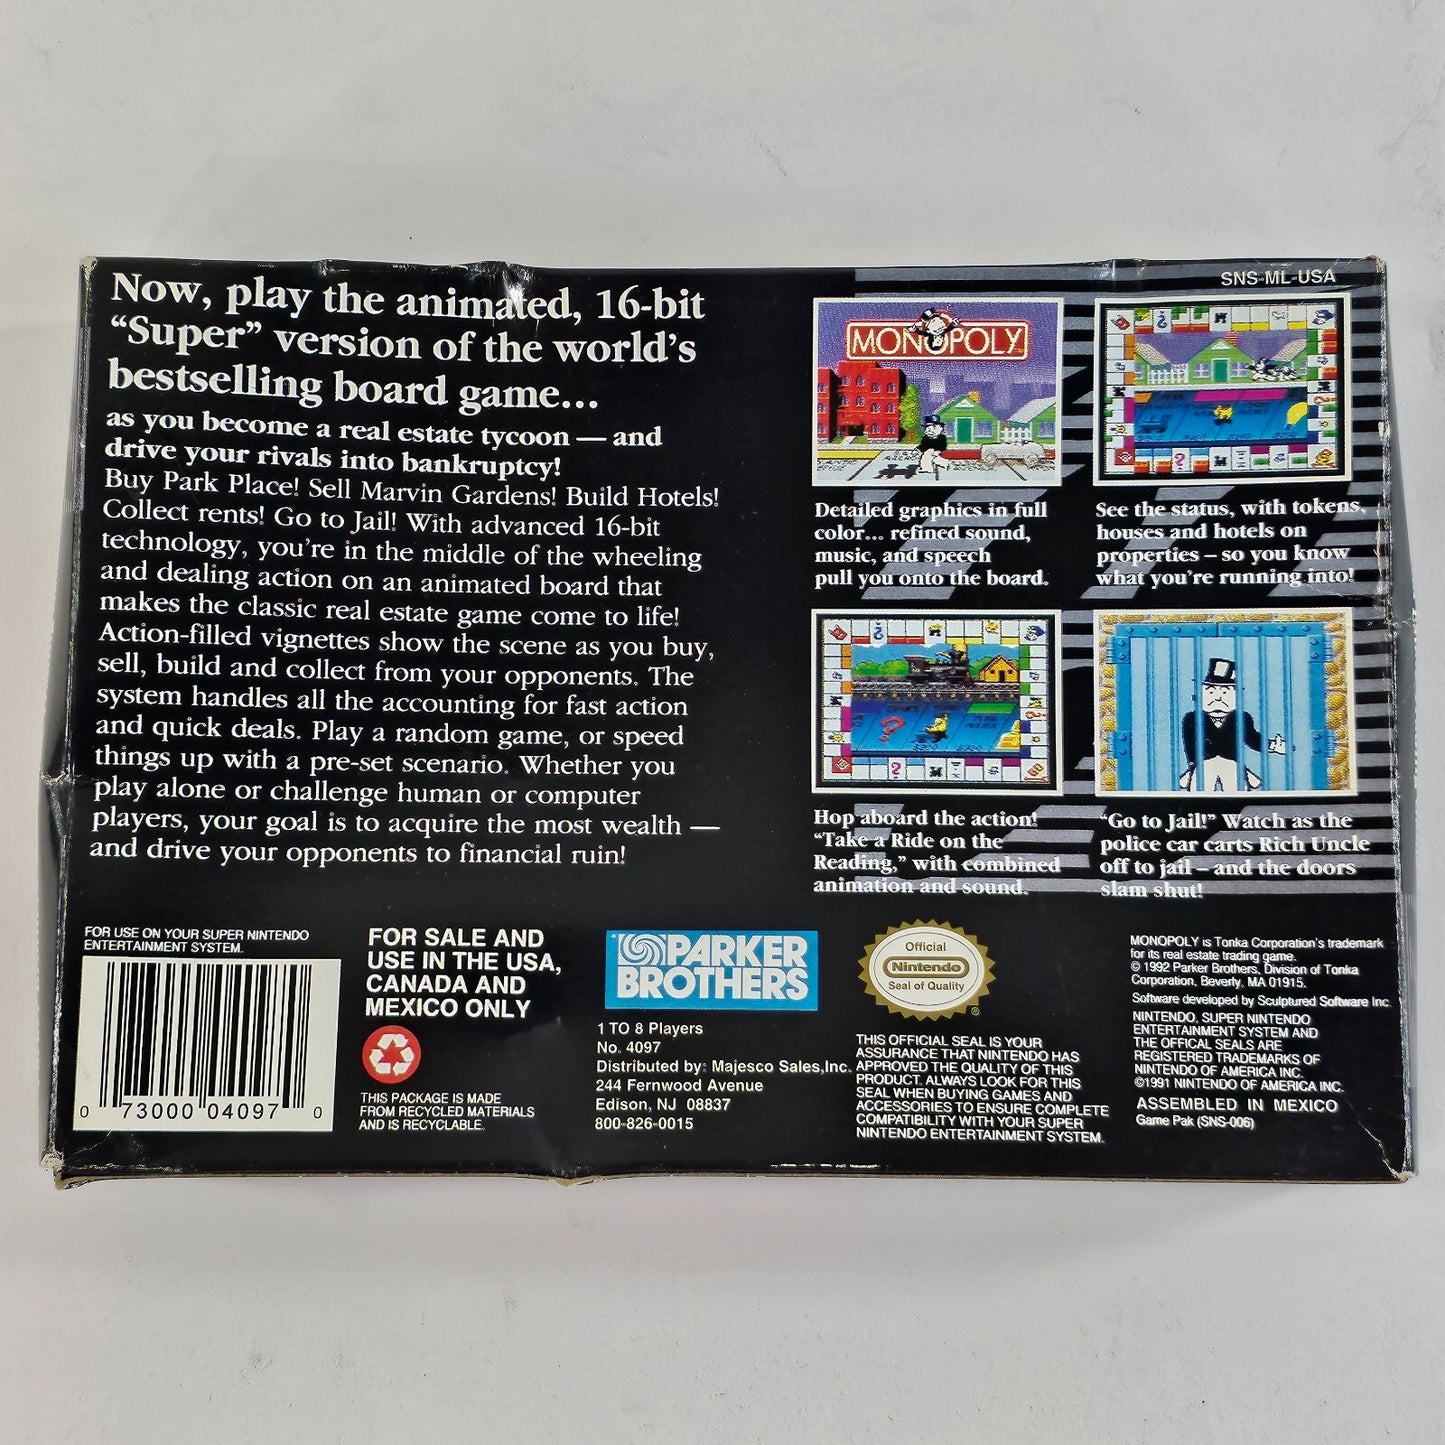 Now, play the animated, 16-bit
“Super” version of the world's
bestselling board game...
as you become a real estate tycoon — and
drive your rivals into bankruptcy!
Buy Park Place! Sell Marvin Gardens! Build Hotels!
Collect rents! Go to Jail! With advanced 16-bit
technology, you're in the middle of the wheeling
and dealing action on an animated board that
makes the classic real estate game come to life!
Action-filled vignettes show the scene as you buy,
sell, build and collect from your opponents. The
system handles all the accounting for fast action
and quick deals. Play a random game, or speed
things up with a pre-set scenario. Whether you
play alone or challenge human or computer
players, your goal is to acquire the most wealth —
and drive your opponents to financial ruin!
SNS-ML-USA
MONOPOLY
Detailed graphics in full
color... refined sound,
music, and speech
pull you onto the board.
See the status, with tokens,
houses and hotels on
properties – so you know
what you're running into!
Hop aboard the action!
“Take a Ride on the
Reading,” with combined
animation and sound.
“Go to Jail!” Watch as the
police car carts Rich Uncle
off to jail – and the doors
slam shut!
FOR USE ON YOUR SUPER NINTENDO
ENTERTAINMENT SYSTEM.
0 73000 04097 0
FOR SALE AND
USE IN THE USA,
CANADA AND
MEXICO ONLY
THIS PACKAGE IS MADE
FROM RECYCLED MATERIALS
AND IS RECYCLABLE.
PARKER
BROTHERS
1 TO 8 Players
No. 4097
Distributed by: Majesco Sales,Inc.
244 Fernwood Avenue
Edison, NJ 08837
800-826-0015
Official
Nintendo
Seal of Quality
®
THIS OFFICIAL SEAL IS YOUR
ASSURANCE THAT NINTENDO HAS
APPROVED THE QUALITY OF THIS
PRODUCT. ALWAYS LOOK FOR THIS
SEAL WHEN BUYING GAMES AND
ACCESSORIES TO ENSURE COMPLETE
COMPATIBILITY WITH YOUR SUPER
NINTENDO ENTERTAINMENT SYSTEM.
MONOPOLY is Tonka Corporation's trademark
for its real estate trading game.
© 1992 Parker Brothers, Division of Tonka
Corporation, Beverly, MA 01915.
Software developed by Sculptured Software Inc.
NINTENDO, SUPER NINTENDO
ENTERTAINMENT SYSTEM AND
THE OFFICIAL SEALS ARE
REGISTERED TRADEMARKS OF
NINTENDO OF AMERICA INC.
©1991 NINTENDO OF AMERICA INC.
ASSEMBLED IN MEXICO
Game Pak (SNS-006)